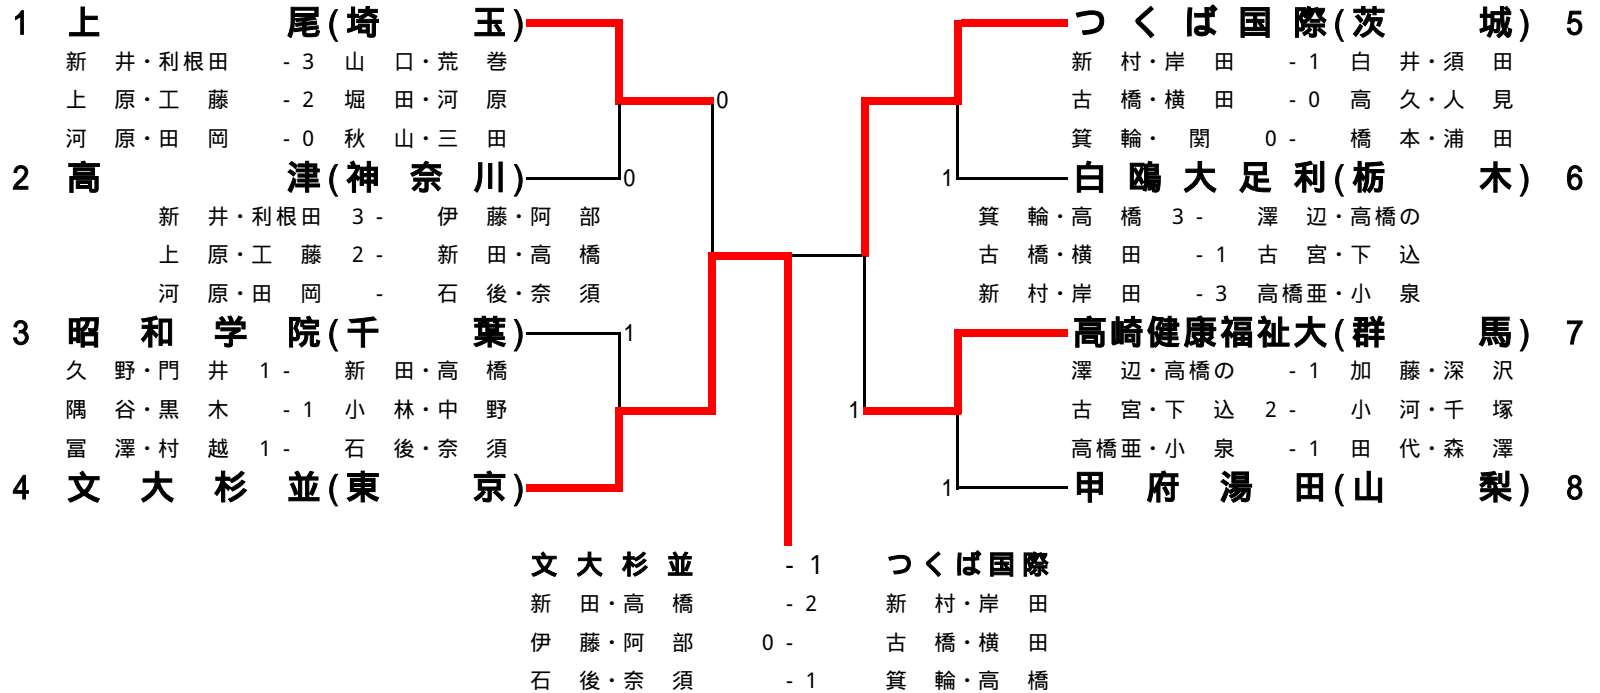 1 上尾(埼玉)
新井・利根田 - 3 山口・荒巻
上原・工藤 - 2 堀田・河原
河原・田岡 - 0 秋山・三田
0
2 高津(神奈川)
0
新井・利根田 3 - 伊藤・阿部
上原・工藤 2 - 新田・高橋
河原・田岡 - 石後・奈須
3 昭和学院(千葉)
1
久野・門井 1 - 新田・高橋
隅谷・黒木 - 1 小林・中野
冨澤・村越 1 - 石後・奈須
4 文大杉並(東京)
つくば国際(茨城) 5
新村・岸田 - 1 白井・須田
古橋・横田 - 0 高久・人見
箕輪・関 0 - 橋本・浦田
1
白鴎大足利(栃木) 6
箕輪・高橋 3 - 澤辺・高橋の
古橋・横田 - 1 古宮・下込
新村・岸田 - 3 高橋亜・小泉
高崎健康福祉大(群馬) 7
澤辺・高橋の - 1 加藤・深沢
古宮・下込 2 - 小河・千塚
1
高橋亜・小泉 - 1 田代・森澤
1
甲府湯田(山梨) 8
文大杉並 - 1 つくば国際
新田・高橋 - 2 新村・岸田
伊藤・阿部 0 - 古橋・横田
石後・奈須 - 1 箕輪・高橋